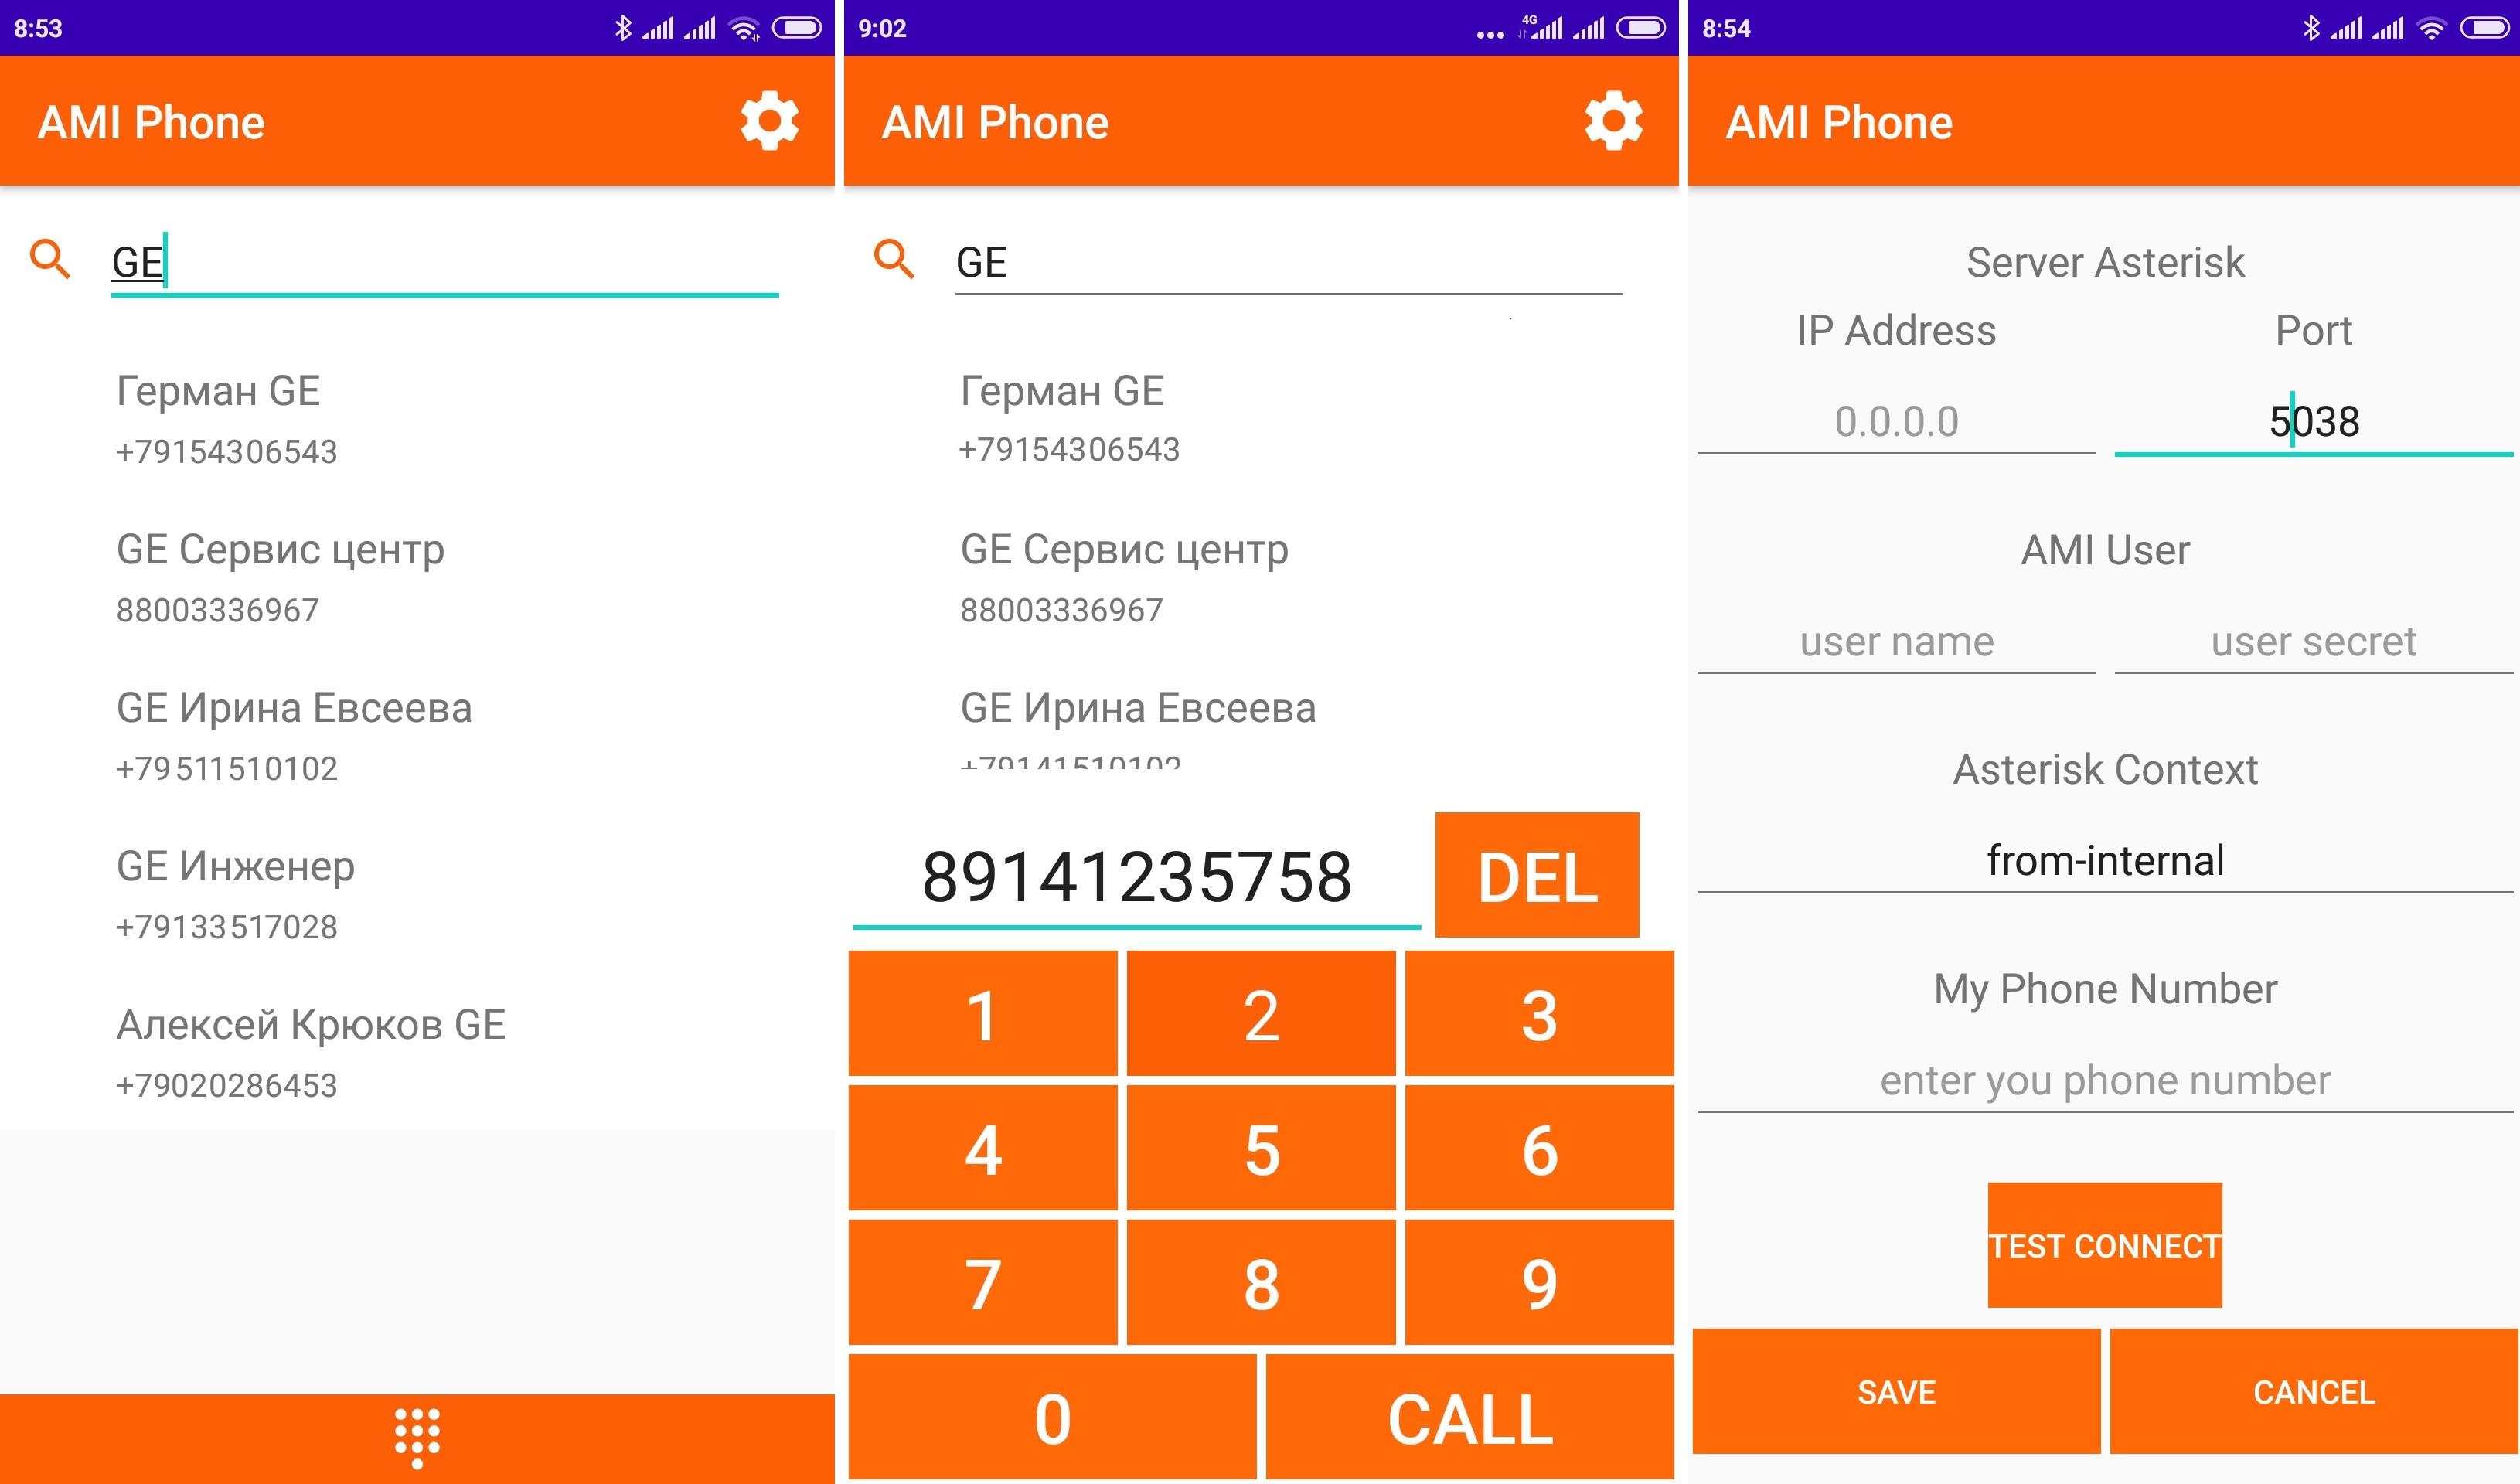 8:53
AMI Phone
GE
Герман GE
+79154306543
GE Сервис центр
88003336967
GE Ирина Евсеева
+79511510102
GE Инженер
+79133517028
Алексей Крюков GE
+79020286453
9:02
4G
AMI Phone
GE
Герман GE
+79154306543
GE Сервис центр
88003336967
GE Ирина Евсеева
+79141510102
89141235758 DEL
1 2 3
4 5 6
7 8 9
0 CALL
8:54
AMI Phone
Server Asterisk
IP Address Port
0.0.0.0 5038
AMI User
user name user secret
Asterisk Context
from-internal
My Phone Number
enter you phone number
TEST CONNECT
SAVE CANCEL